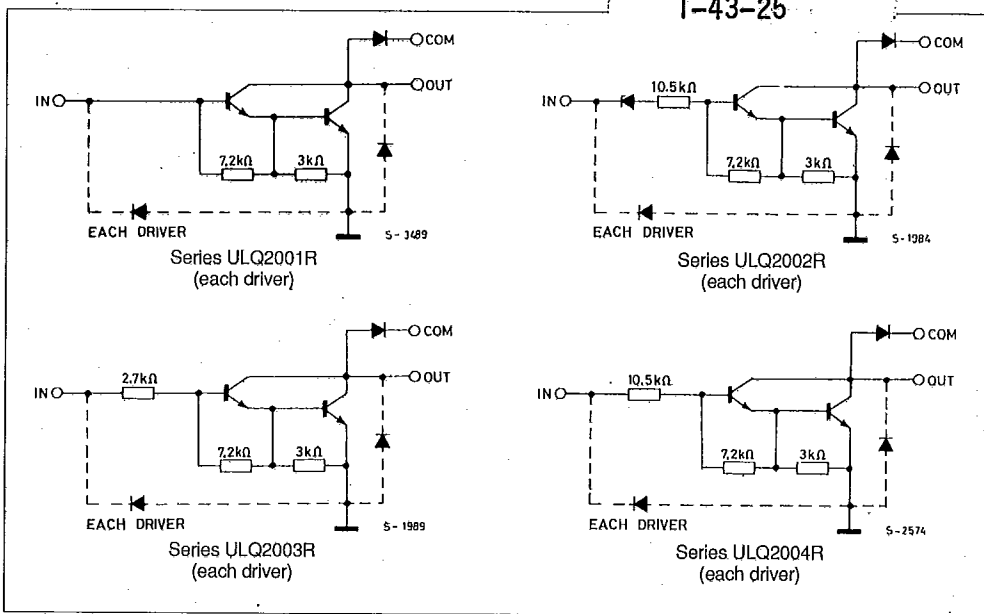 T-43-25
COM
OUT
IN
7,2kΩ 3kΩ
EACH DRIVER
S-3489
Series ULQ2001R
(each driver)
COM
OUT
IN
10.5kΩ
7,2kΩ 3kΩ
EACH DRIVER
S-1984
Series ULQ2002R
(each driver)
COM
OUT
IN
2.7kΩ
7,2kΩ 3kΩ
EACH DRIVER
S-1989
Series ULQ2003R
(each driver)
COM
OUT
IN
10.5kΩ
7,2kΩ 3kΩ
EACH DRIVER
S-2574
Series ULQ2004R
(each driver)